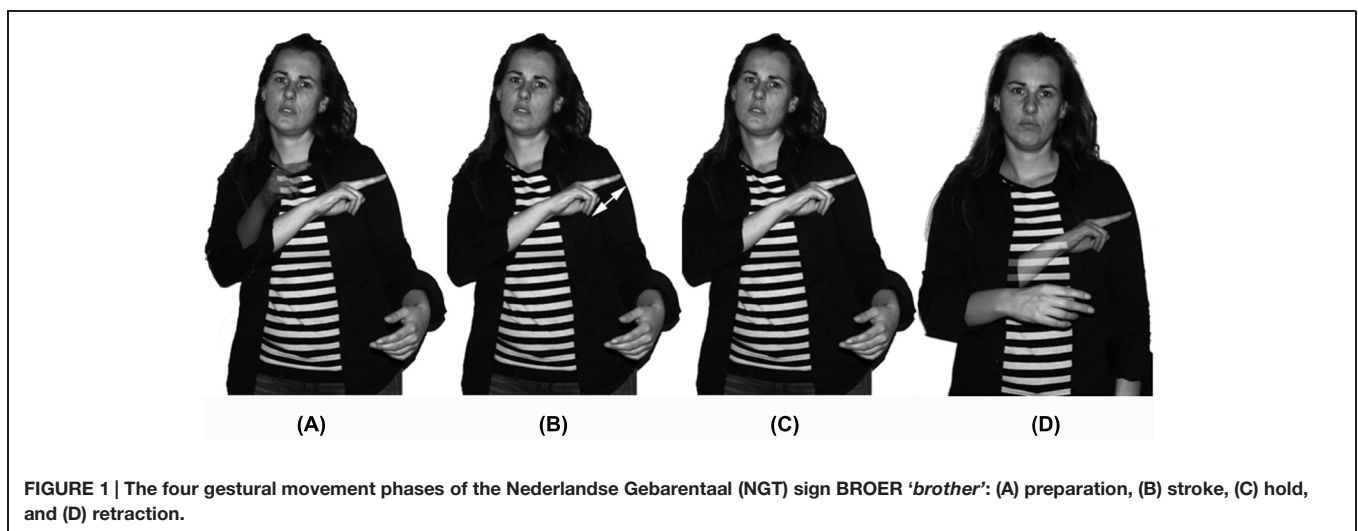 (A) (B) (C) (D)
FIGURE 1 | The four gestural movement phases of the Nederlandse Gebarentaal (NGT) sign BROER ‘brother’: (A) preparation, (B) stroke, (C) hold,
and (D) retraction.